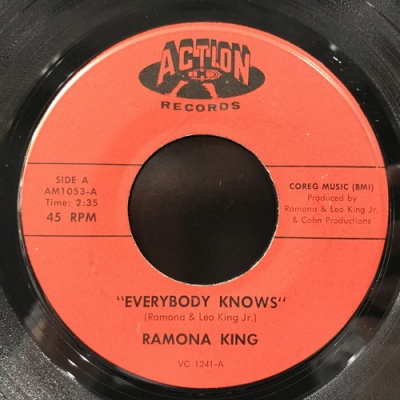 ACTION
RECORDS
SIDE A
AM1053-A
Time: 2:35
45 RPM
COREG MUSIC (BMI)
Produced by
Ramona & Leo King Jr.
& Cohn Productions
"EVERYBODY KNOWS"
(Ramona & Leo King Jr.)
RAMONA KING
VC 1241-A